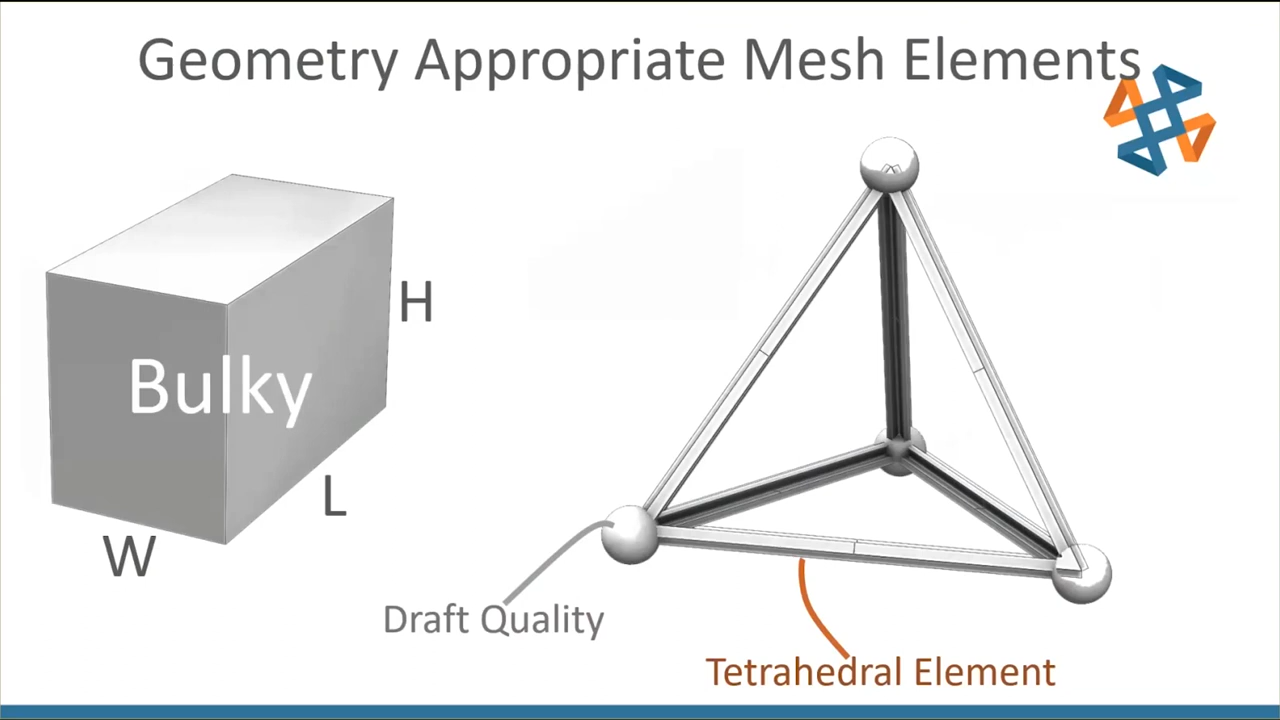 Geometry Appropriate Mesh Elements
H
Bulky
L
W
Draft Quality
Tetrahedral Element